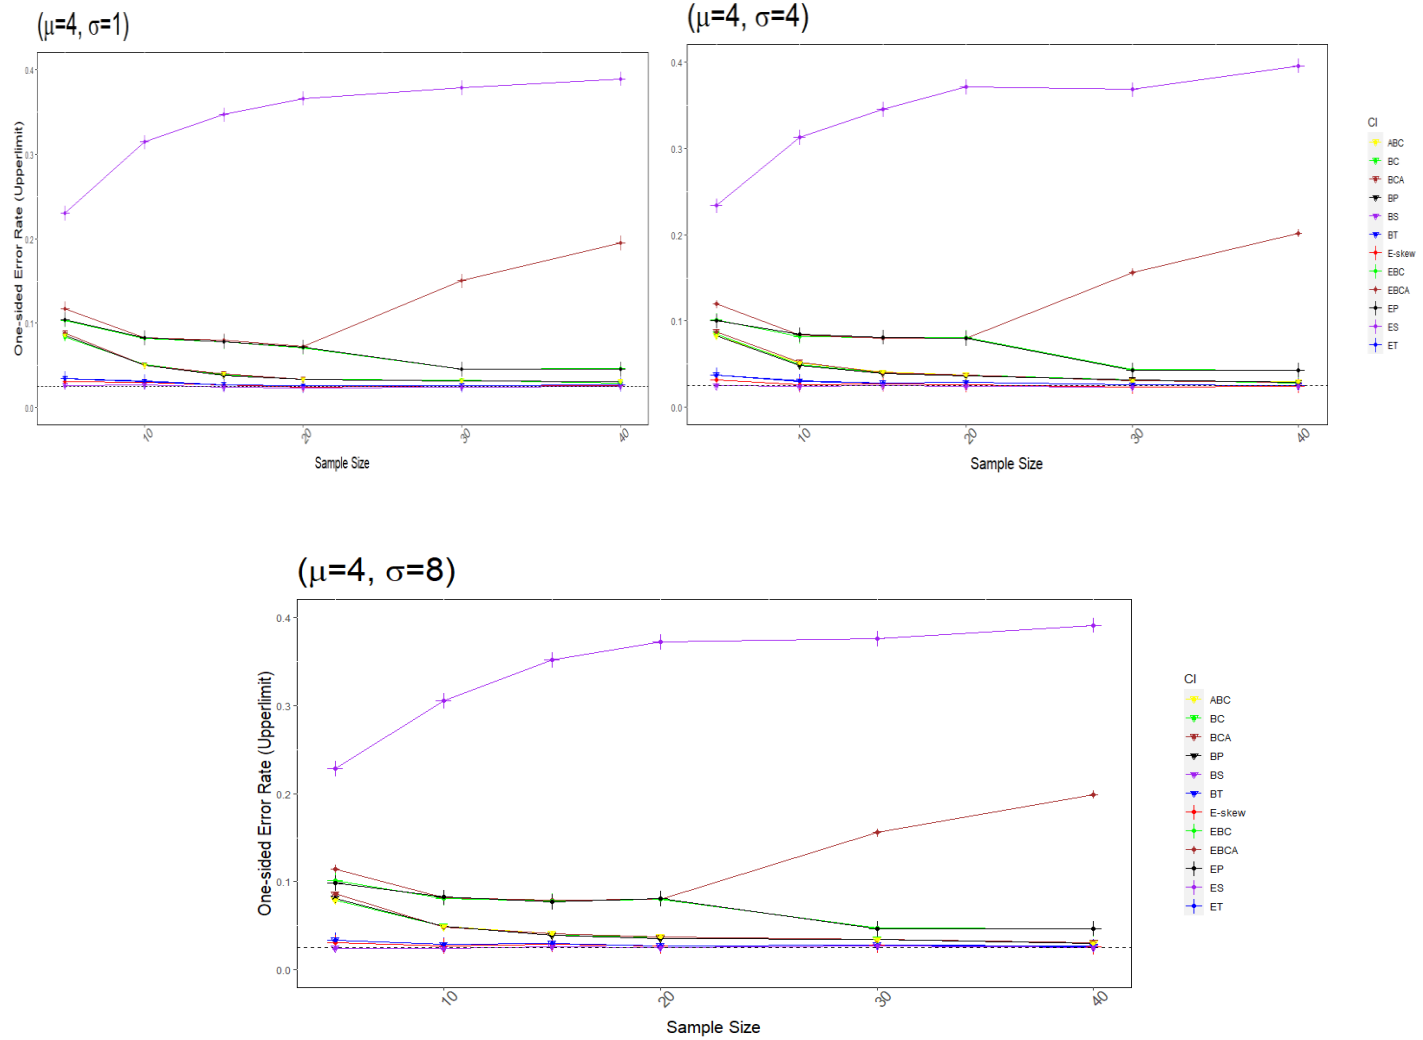 (μ=4, σ=1)
One-sided Error Rate (Upperlimit)
0.4
0.3
0.2
0.1
0.0
10
20
30
40
Sample Size
(μ=4, σ=4)
0.4
0.3
0.2
0.1
0.0
10
20
30
40
Sample Size
CI
ABC
BC
BCA
BP
BS
BT
E-skew
EBC
EBCA
EP
ES
ET
(μ=4, σ=8)
One-sided Error Rate (Upperlimit)
0.4
0.3
0.2
0.1
0.0
10
20
30
40
Sample Size
CI
ABC
BC
BCA
BP
BS
BT
E-skew
EBC
EBCA
EP
ES
ET